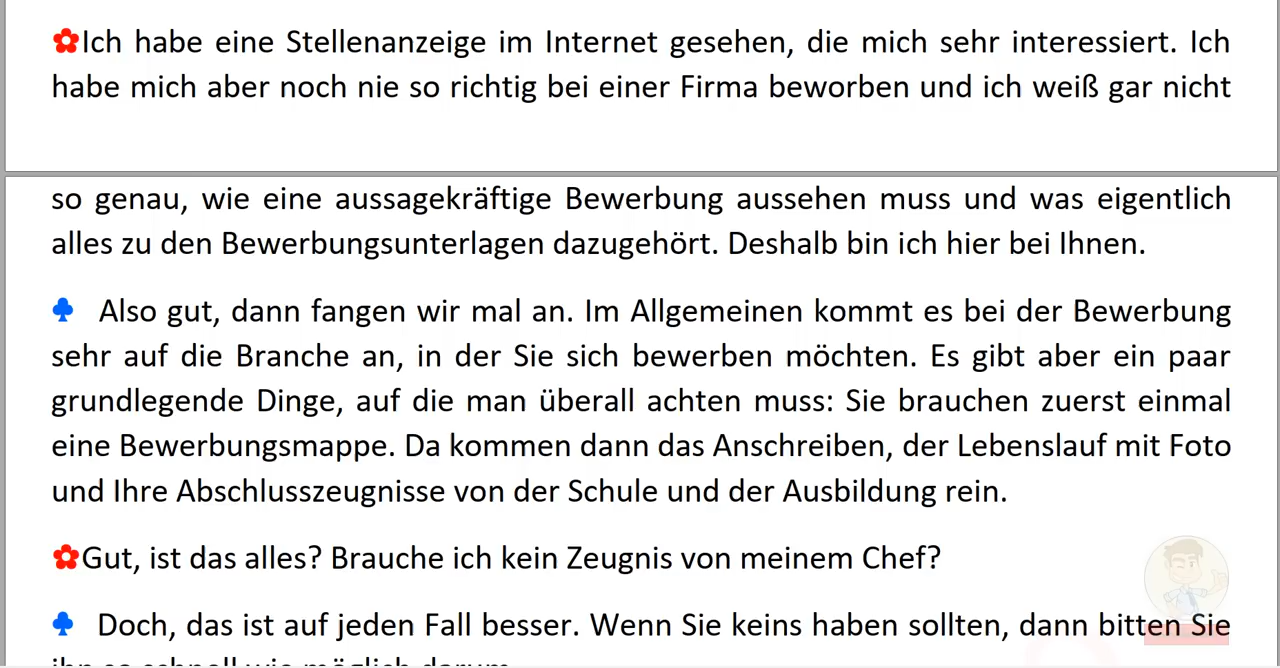 Ich habe eine Stellenanzeige im Internet gesehen, die mich sehr interessiert. Ich
habe mich aber noch nie so richtig bei einer Firma beworben und ich weiß gar nicht
so genau, wie eine aussagekräftige Bewerbung aussehen muss und was eigentlich
alles zu den Bewerbungsunterlagen dazugehört. Deshalb bin ich hier bei Ihnen.
Also gut, dann fangen wir mal an. Im Allgemeinen kommt es bei der Bewerbung
sehr auf die Branche an, in der Sie sich bewerben möchten. Es gibt aber ein paar
grundlegende Dinge, auf die man überall achten muss: Sie brauchen zuerst einmal
eine Bewerbungsmappe. Da kommen dann das Anschreiben, der Lebenslauf mit Foto
und Ihre Abschlusszeugnisse von der Schule und der Ausbildung rein.
Gut, ist das alles? Brauche ich kein Zeugnis von meinem Chef?
Doch, das ist auf jeden Fall besser. Wenn Sie keins haben sollten, dann bitten Sie
ihn so schnell wie möglich darum.